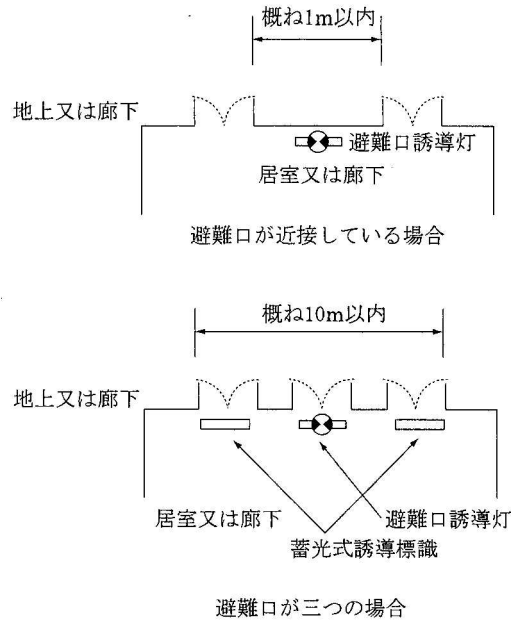 概ね1m以内
地上又は廊下
避難口誘導灯
居室又は廊下
避難口が近接している場合
概ね10m以内
地上又は廊下
居室又は廊下
避難口誘導灯
蓄光式誘導標識
避難口が三つの場合